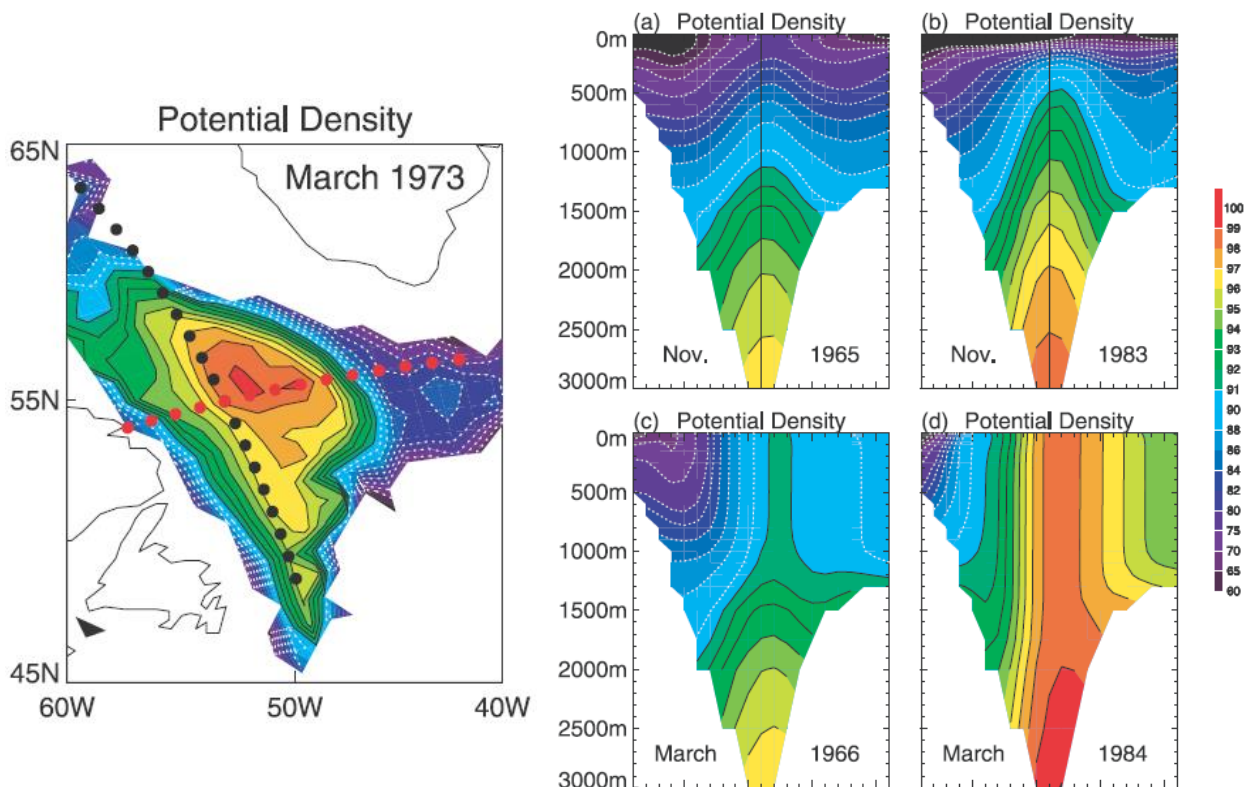 Potential Density
65N
March 1973
55N
45N
60W
50W
40W
(a) Potential Density
0m
500m
1000m
1500m
2000m
2500m
3000m
Nov.
1965
(b) Potential Density
Nov.
1983
(c) Potential Density
0m
500m
1000m
1500m
2000m
2500m
3000m
March
1966
(d) Potential Density
March
1984
100
99
98
97
96
94
93
92
90
88
86
84
82
80
75
70
65
60